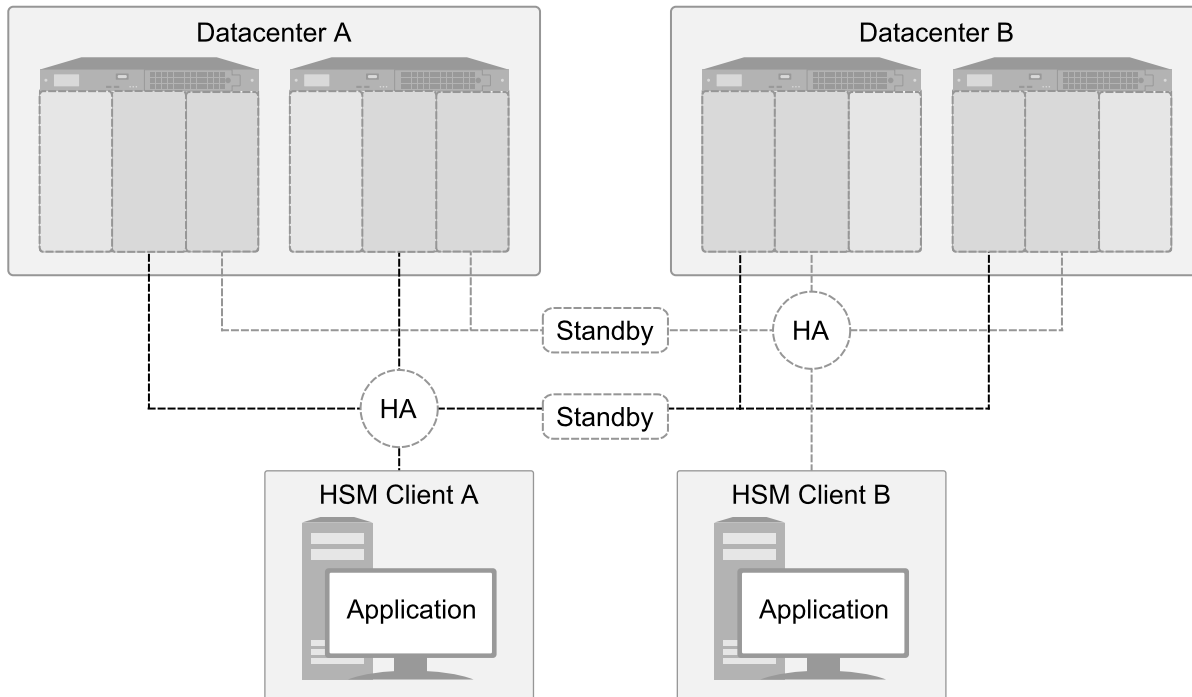 Datacenter A
Datacenter B
Standby
HA
HA
Standby
HSM Client A
HSM Client B
Application
Application